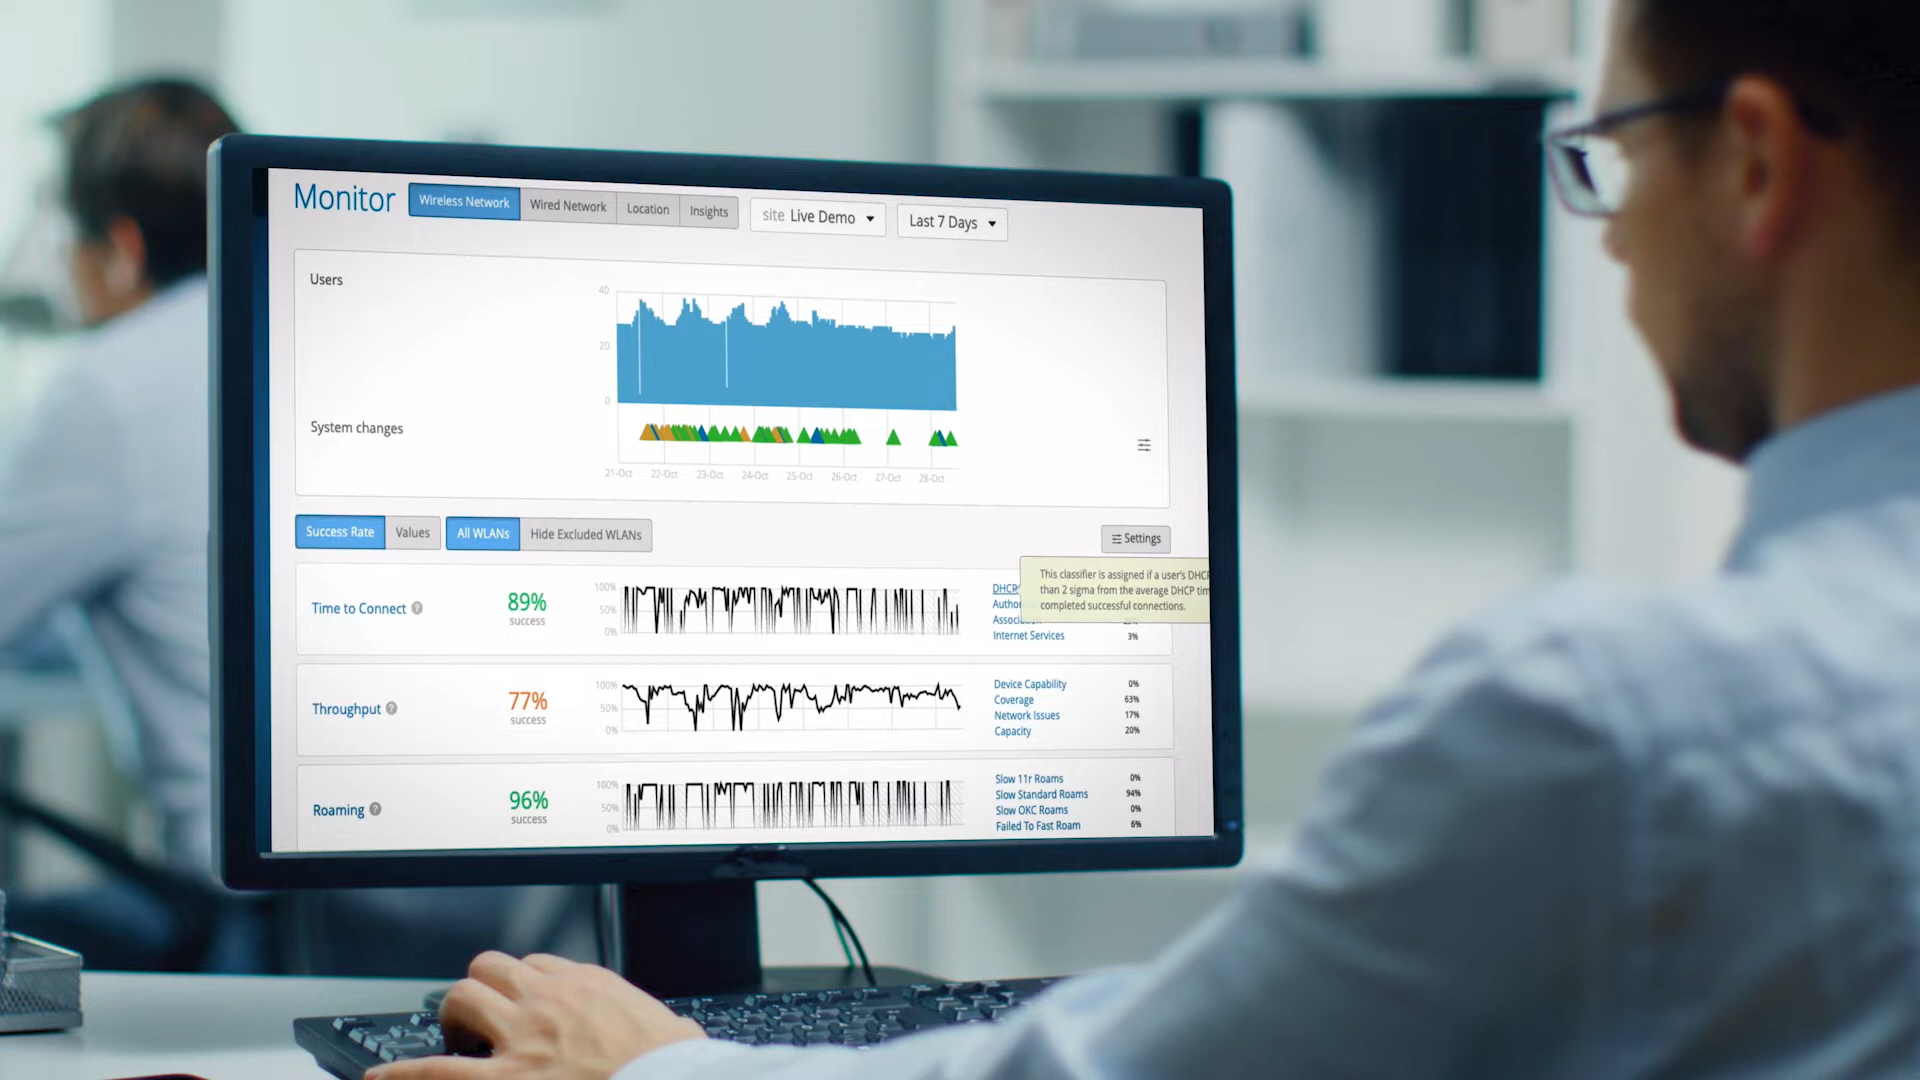 Monitor Wireless Network Wired Network Location Insights site Live Demo Last 7 Days
Users
40
20
0
System changes
21-Oct 22-Oct 23-Oct 24-Oct 25-Oct 26-Oct 27-Oct 28-Oct
Success Rate Values All WLANs Hide Excluded WLANs Settings
This classifier is assigned if a user's DHCP
than 2 sigma from the average DHCP tim
completed successful connections.
Time to Connect ? 89% success
100%
50%
0%
DHCP
Autho
Associ
Internet Services 3%
Throughput ? 77% success
100%
50%
0%
Device Capability 0%
Coverage 63%
Network Issues 17%
Capacity 20%
Roaming ? 96% success
100%
50%
0%
Slow 11r Roams 0%
Slow Standard Roams 94%
Slow OKC Roams 0%
Failed To Fast Roam 6%